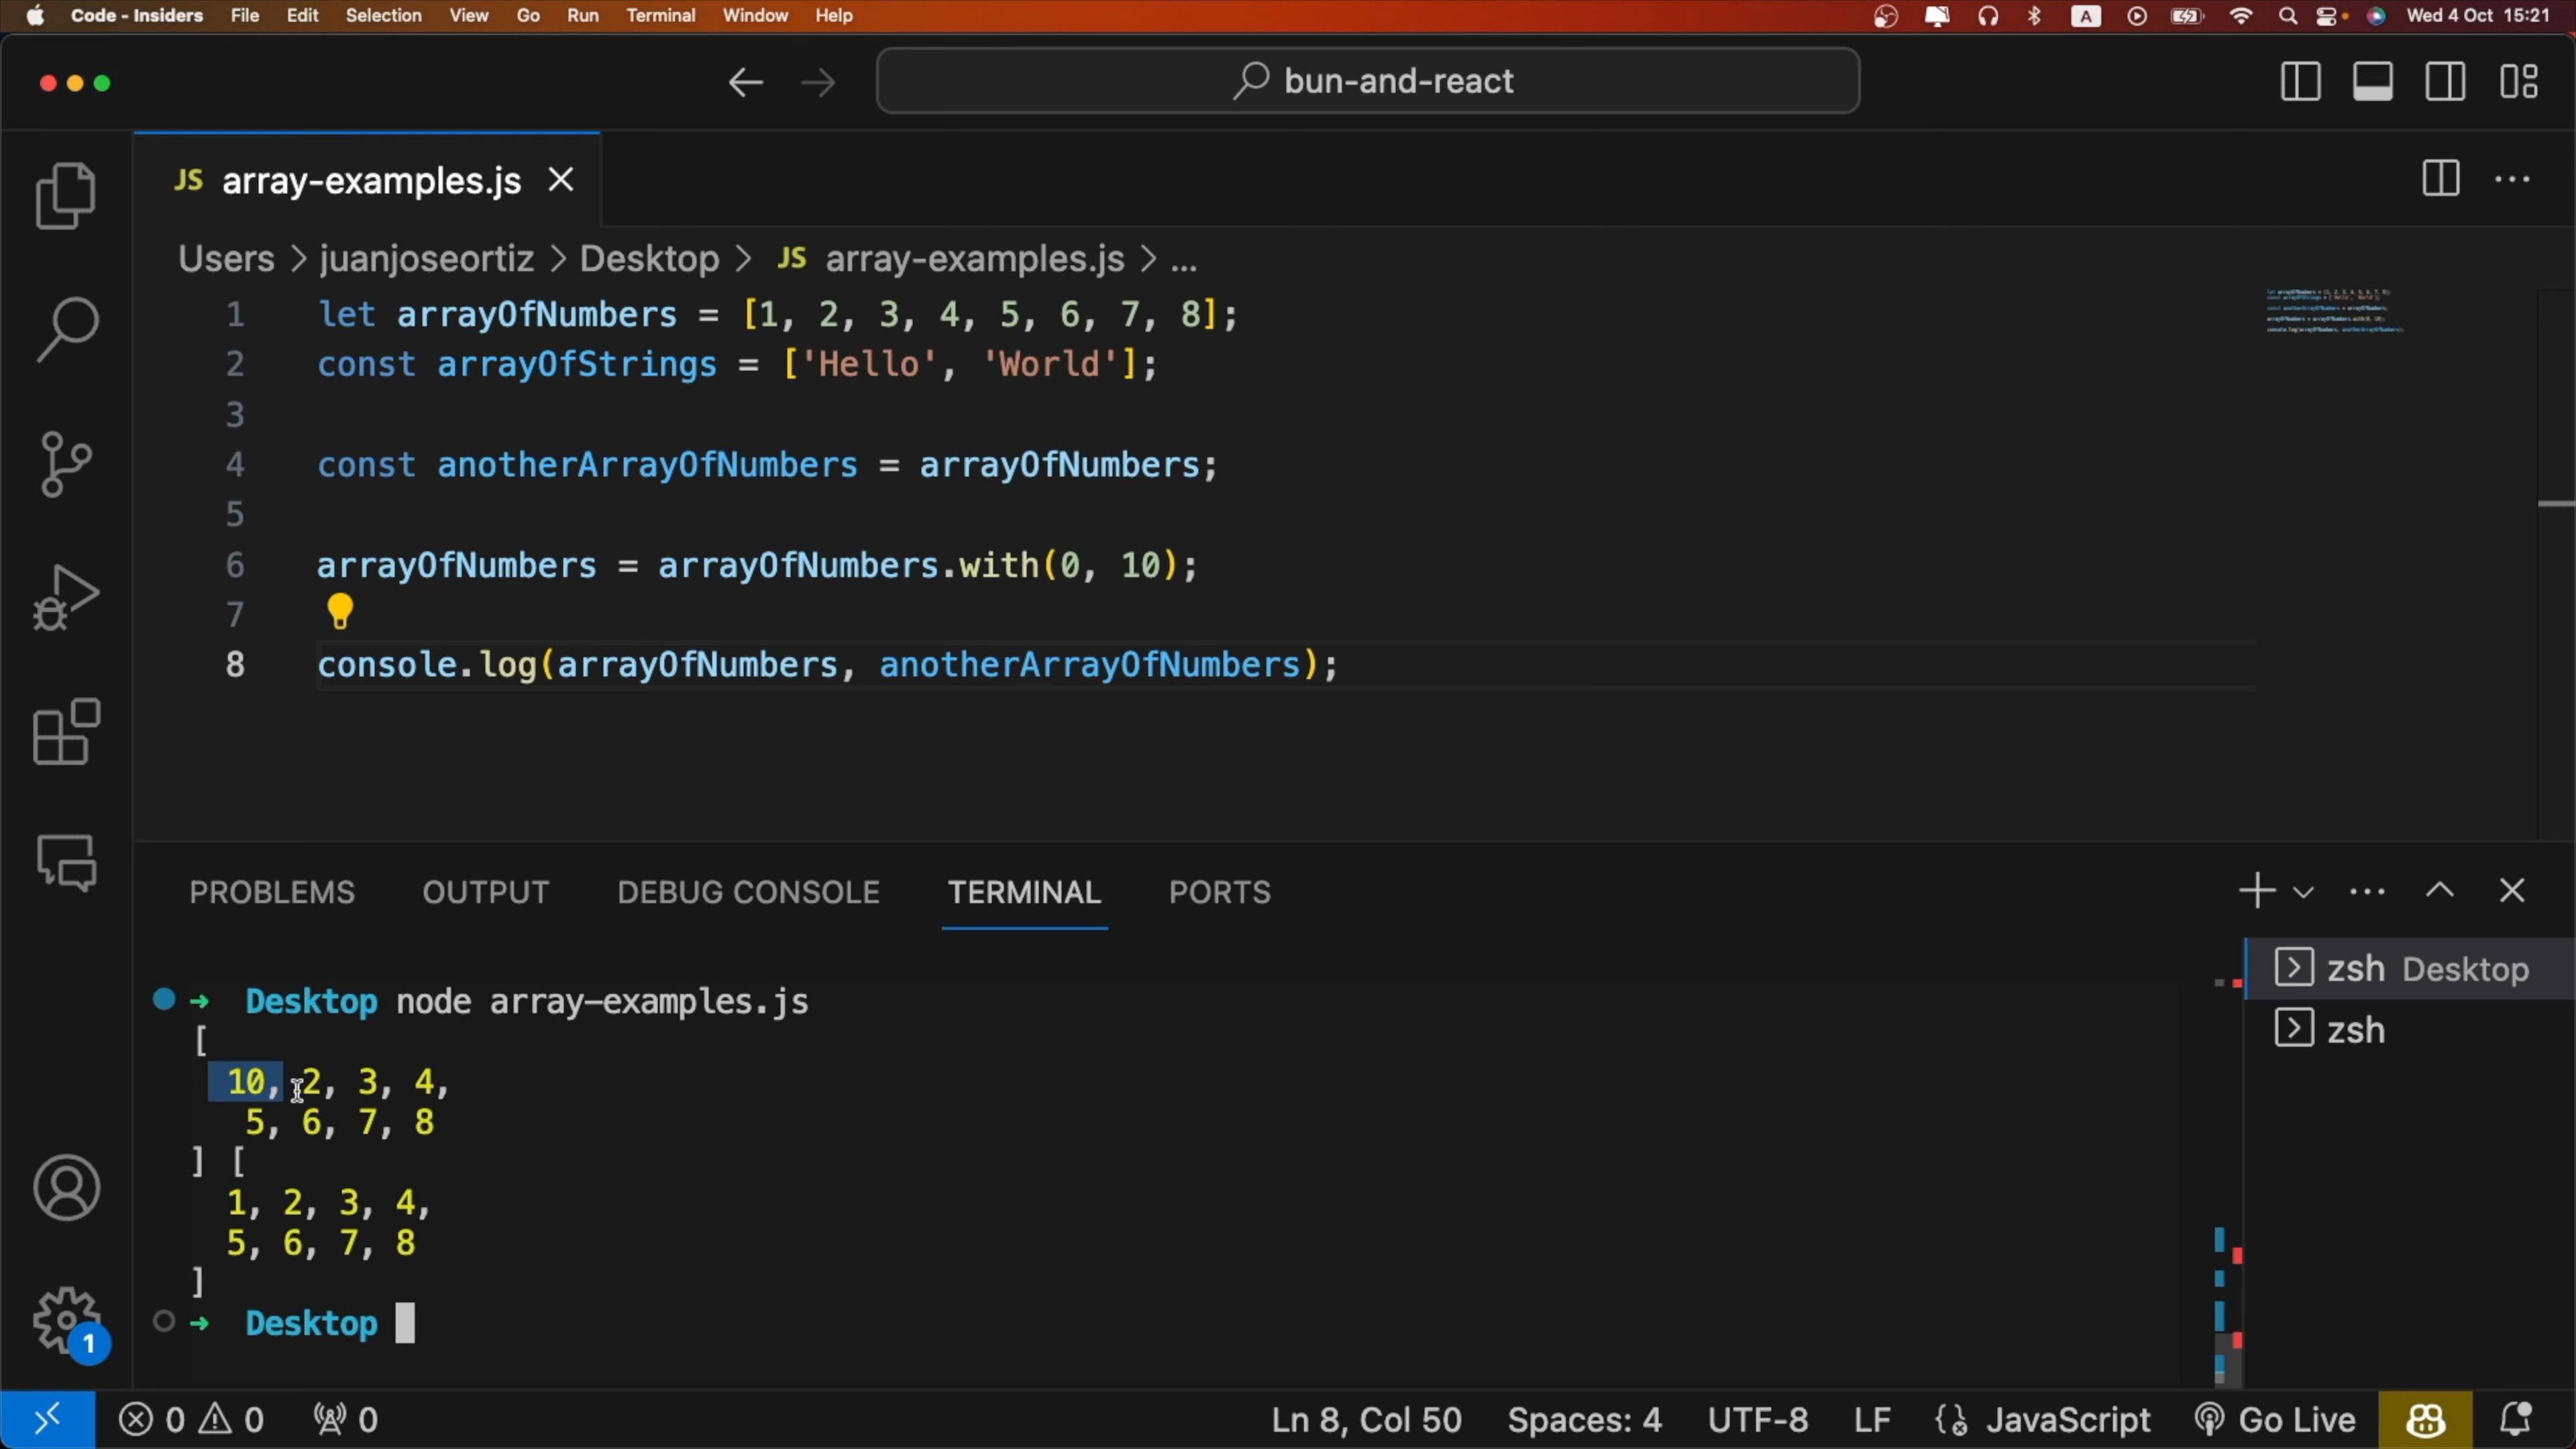 Code - Insiders File Edit Selection View Go Run Terminal Window Help A Wed 4 Oct 15:21
bun-and-react
JS array-examples.js
Users > juanjoseortiz > Desktop > JS array-examples.js > ...
1 let arrayOfNumbers = [1, 2, 3, 4, 5, 6, 7, 8];
2 const arrayOfStrings = ['Hello', 'World'];
3
4 const anotherArrayOfNumbers = arrayOfNumbers;
5
6 arrayOfNumbers = arrayOfNumbers.with(0, 10);
7
8 console.log(arrayOfNumbers, anotherArrayOfNumbers);
PROBLEMS OUTPUT DEBUG CONSOLE TERMINAL PORTS
zsh Desktop
zsh
➜ Desktop node array-examples.js
[
10, 2, 3, 4,
5, 6, 7, 8
] [
1, 2, 3, 4,
5, 6, 7, 8
]
➜ Desktop
1
0 0 0 Ln 8, Col 50 Spaces: 4 UTF-8 LF JavaScript Go Live